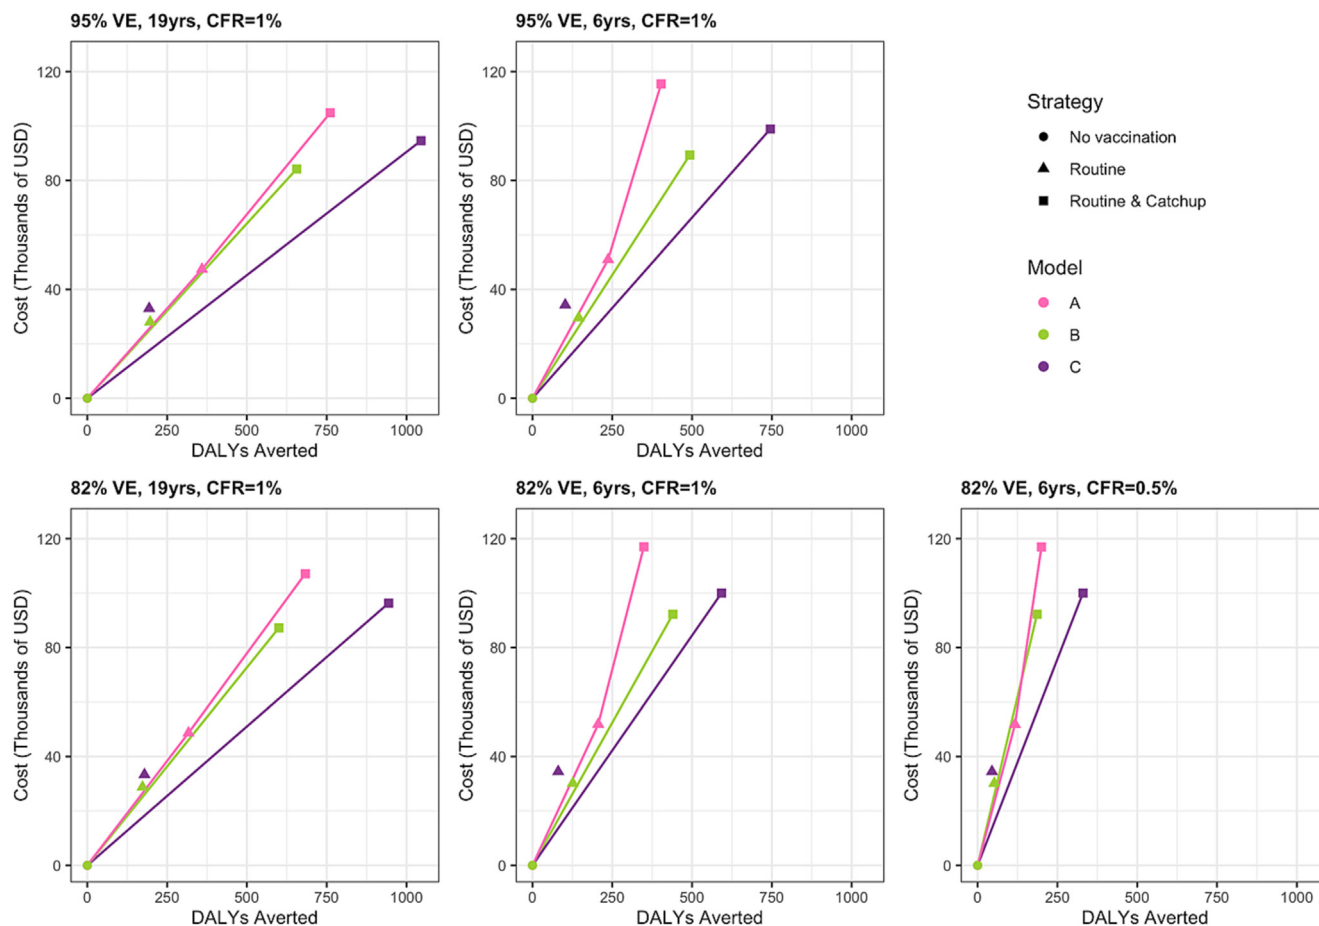 95% VE, 19yrs, CFR=1%
Cost (Thousands of USD)
120
80
40
0
0 250 500 750 1000
DALYs Averted
95% VE, 6yrs, CFR=1%
Cost (Thousands of USD)
120
80
40
0
0 250 500 750 1000
DALYs Averted
Strategy
No vaccination
Routine
Routine & Catchup
Model
A
B
C
82% VE, 19yrs, CFR=1%
Cost (Thousands of USD)
120
80
40
0
0 250 500 750 1000
DALYs Averted
82% VE, 6yrs, CFR=1%
Cost (Thousands of USD)
120
80
40
0
0 250 500 750 1000
DALYs Averted
82% VE, 6yrs, CFR=0.5%
Cost (Thousands of USD)
120
80
40
0
0 250 500 750 1000
DALYs Averted